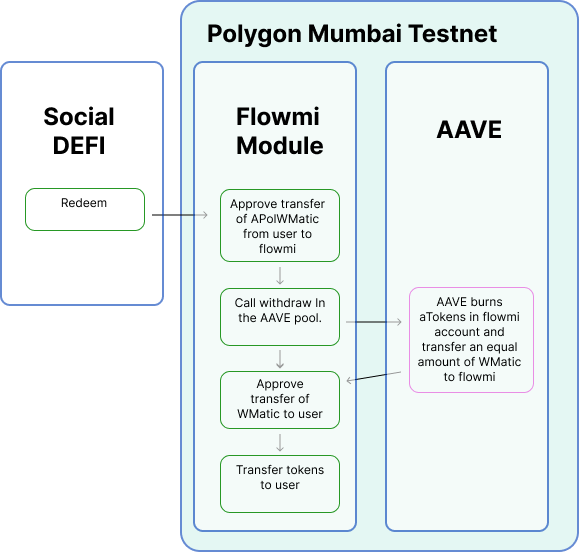 Polygon Mumbai Testnet
Social
DEFI
Redeem
Flowmi
Module
Approve transfer
of APolWMatic
from user to
flowmi
Call withdraw In
the AAVE pool.
Approve
transfer of
WMatic to user
Transfer tokens
to user
AAVE
AAVE burns
aTokens in flowmi
account and
transfer an equal
amount of WMatic
to flowmi